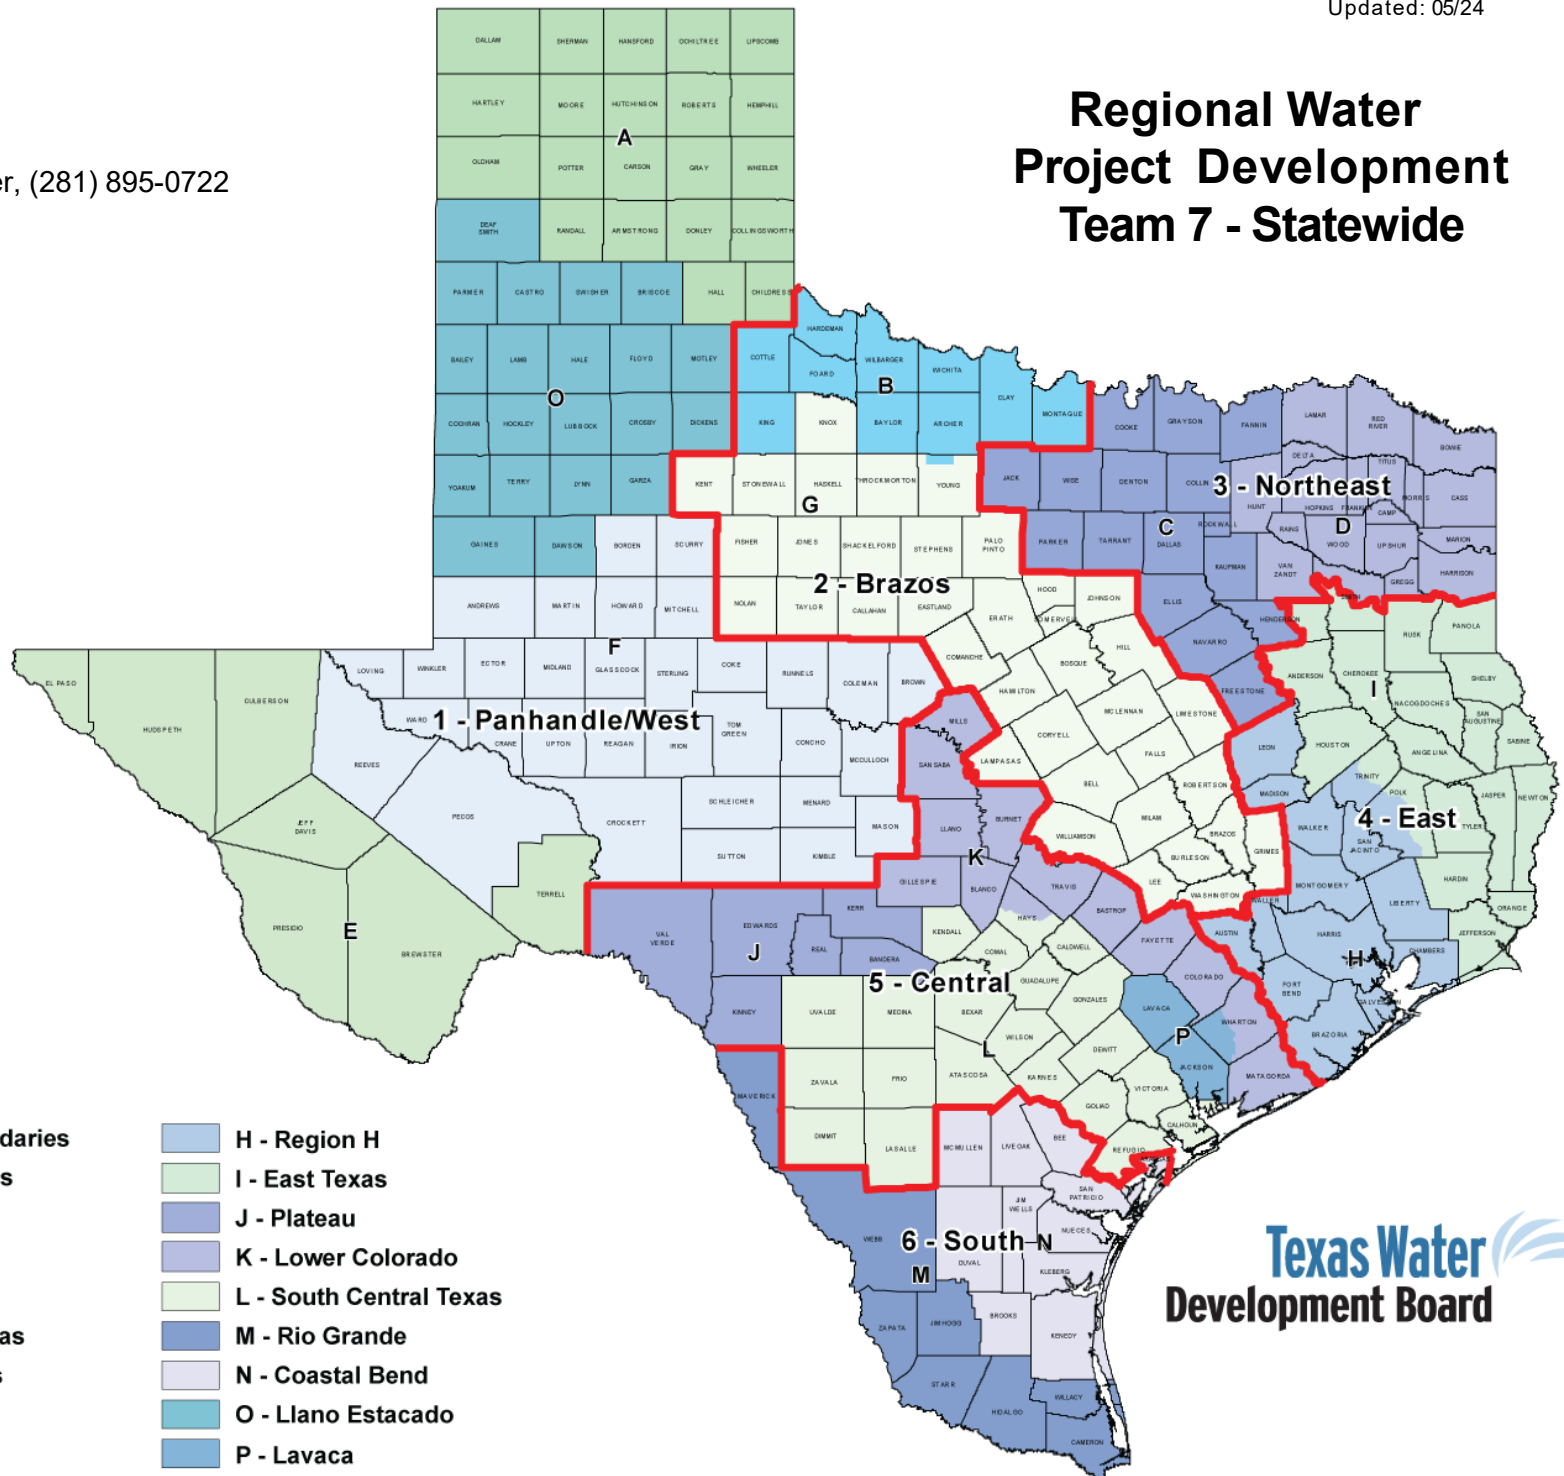 Updated: 05/24
Regional Water
Project Development
Team 7 - Statewide
er, (281) 895-0722
DALLAM SHERMAN HANSFORD OCHILTREE LIPSCOMB
HARTLEY MOORE HUTCHINSON ROBERTS HEMPHILL
A
OLDHAM POTTER CARSON GRAY WHEELER
DEAF
SMITH
RANDALL ARMSTRONG DONLEY COLLINGSWORTH
PARMER CASTRO SWISHER BRISCOE HALL CHILDRESS
HARDEMAN
BAILEY LAMB HALE FLOYD MOTLEY COTTLE FOARD WILBARGER WICHITA
B
O
CLAY MONTAGUE
COCHRAN HOCKLEY LUBBOCK CROSBY DICKENS KING KNOX BAYLOR ARCHER
COOKE GRAYSON FANNIN LAMAR
RED
RIVER
BOWIE
YOAKUM TERRY LYNN GARZA KENT STONEWALL HASKELL THROCKMORTON YOUNG
G
JACK WISE DENTON COLLIN
3 - Northeast
DELTA TITUS
HUNT HOPKINS FRANKLIN MORRIS CASS
CAMP
GAINES DAWSON BORDEN SCURRY FISHER JONES SHACKELFORD STEPHENS
PALO
PINTO
PARKER TARRANT
C
DALLAS ROCKWALL RAINS
D
WOOD UPSHUR MARION
KAUFMAN
VAN
ZANDT
GREGG HARRISON
SMITH
2 - Brazos
ANDREWS MARTIN HOWARD MITCHELL NOLAN TAYLOR CALLAHAN EASTLAND
HOOD JOHNSON ELLIS
ERATH SOMERVELL HENDERSON
RUSK PANOLA
NAVARRO
F
HILL
EL PASO HUDSPETH CULBERSON
LOVING WINKLER ECTOR MIDLAND GLASSCOCK STERLING COKE RUNNELS COLEMAN BROWN
COMANCHE BOSQUE
HAMILTON FREESTONE ANDERSON CHEROKEE
I
SHELBY
1 - Panhandle/West
WARD CRANE UPTON REAGAN IRION
TOM
GREEN
CONCHO MCCULLOCH
MILLS
SAN SABA
CORYELL MCLENNAN LIMESTONE
NACOGDOCHES
SAN
AUGUSTINE
SABINE
LAMPASAS FALLS LEON HOUSTON ANGELINA
REEVES
PECOS
BELL ROBERTSON MADISON TRINITY
POLK
JASPER NEWTON
4 - East
TYLER
JEFF
DAVIS
CROCKETT SCHLEICHER MENARD MASON LLANO BURNET
K
WILLIAMSON MILAM BRAZOS WALKER
SAN
JACINTO
SUTTON KIMBLE
BURLESON GRIMES
MONTGOMERY HARDIN
TERRELL GILLESPIE BLANCO TRAVIS LEE WASHINGTON WALLER LIBERTY ORANGE
PRESIDIO
E
BREWSTER
VAL
VERDE
EDWARDS KERR REAL
J
BANDERA KENDALL HAYS BASTROP
COMAL CALDWELL FAYETTE AUSTIN HARRIS JEFFERSON
CHAMBERS
H
5 - Central
GUADALUPE COLORADO
FORT
BEND
GALVESTON
KINNEY UVALDE MEDINA BEXAR GONZALES LAVACA
WILSON WHARTON BRAZORIA
P
L
DEWITT JACKSON MATAGORDA
MAVERICK ZAVALA FRIO ATASCOSA KARNES VICTORIA
GOLIAD CALHOUN
DIMMIT LASALLE MCMULLEN LIVE OAK BEE REFUGIO
SAN
PATRICIO
JIM
WELLS
NUECES
WEBB
6 - South
N
DUVAL KLEBERG
M
ZAPATA JIM HOGG BROOKS KENEDY
STARR HIDALGO WILLACY
CAMERON
daries
s
as
s
H - Region H
I - East Texas
J - Plateau
K - Lower Colorado
L - South Central Texas
M - Rio Grande
N - Coastal Bend
O - Llano Estacado
P - Lavaca
Texas Water
Development Board